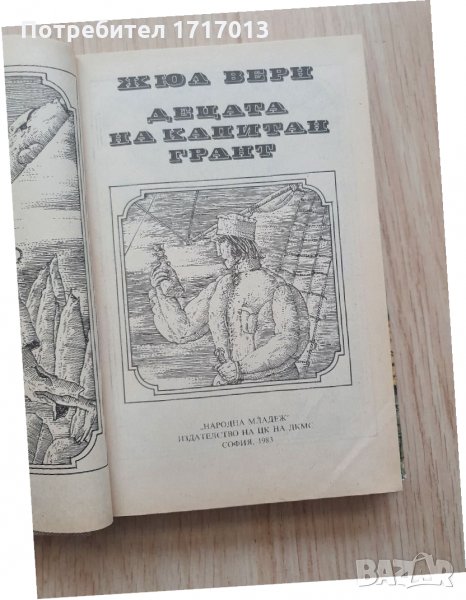 Потребител 1717013
ЖЮЛ ВЕРН
ДЕЦАТА
НА КАПИТАН
ГРАНТ
„НАРОДНА МЛАДЕЖ“
ИЗДАТЕЛСТВО НА ЦК НА ДКМС
СОФИЯ, 1983
BAZAR